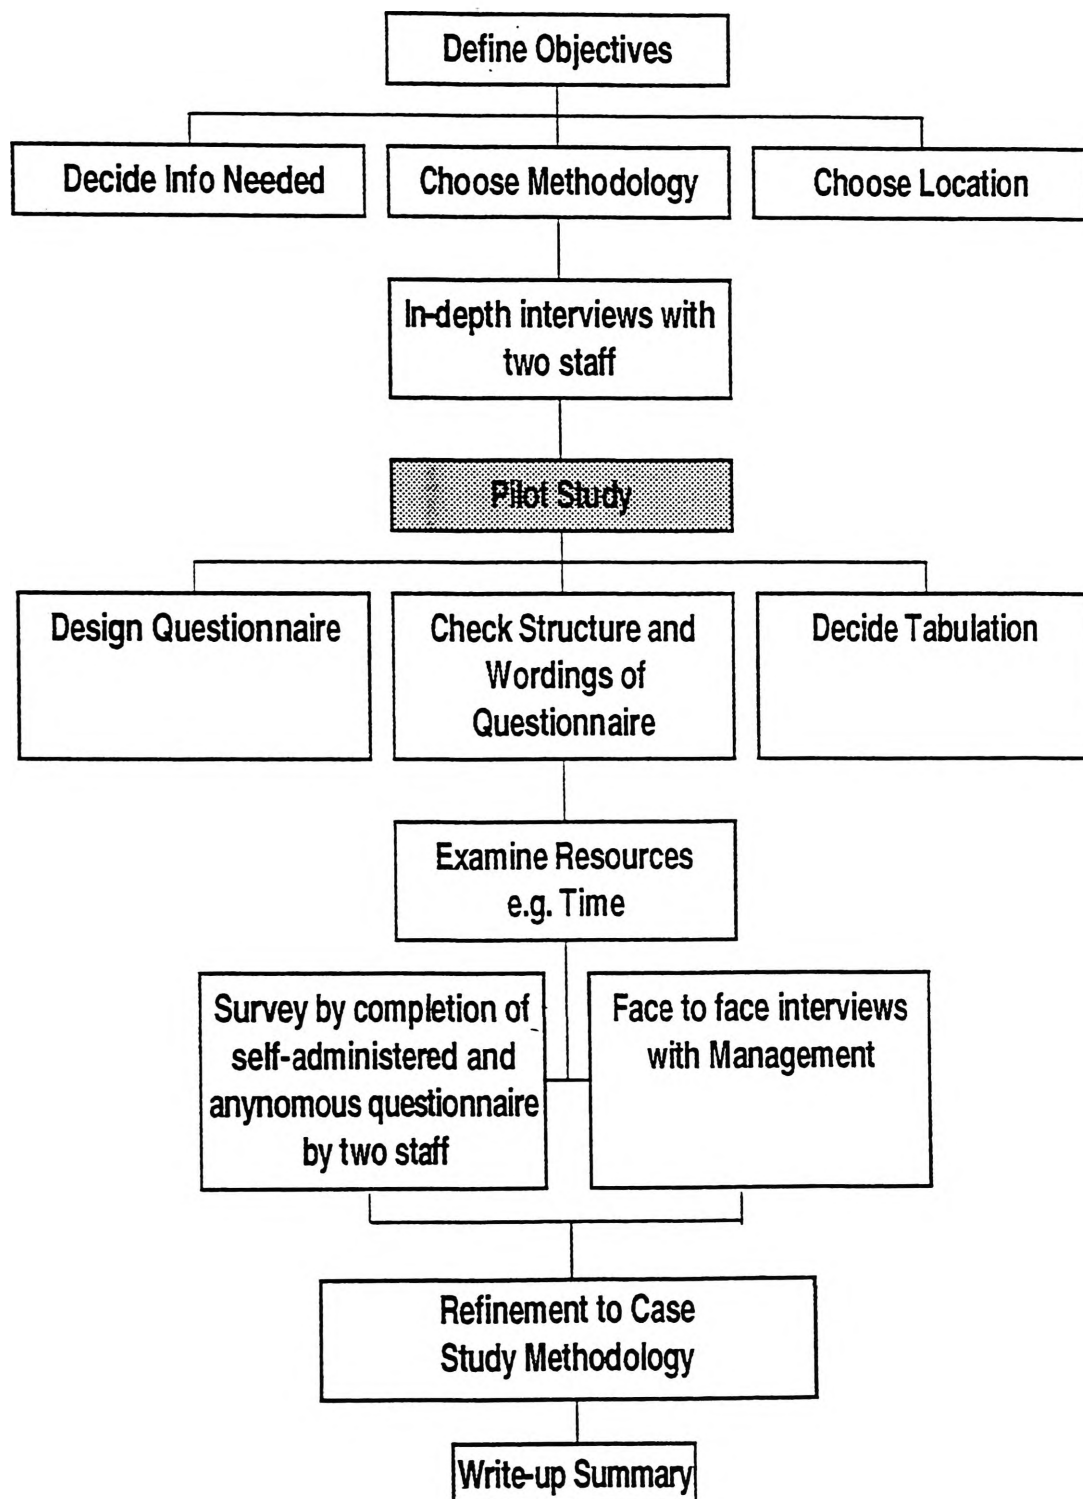 Define Objectives
Decide Info Needed
Choose Methodology
Choose Location
In-depth interviews with
two staff
Pilot Study
Design Questionnaire
Check Structure and
Wordings of
Questionnaire
Decide Tabulation
Examine Resources
e.g. Time
Survey by completion of
self-administered and
anynomous questionnaire
by two staff
Face to face interviews
with Management
Refinement to Case
Study Methodology
Write-up Summary